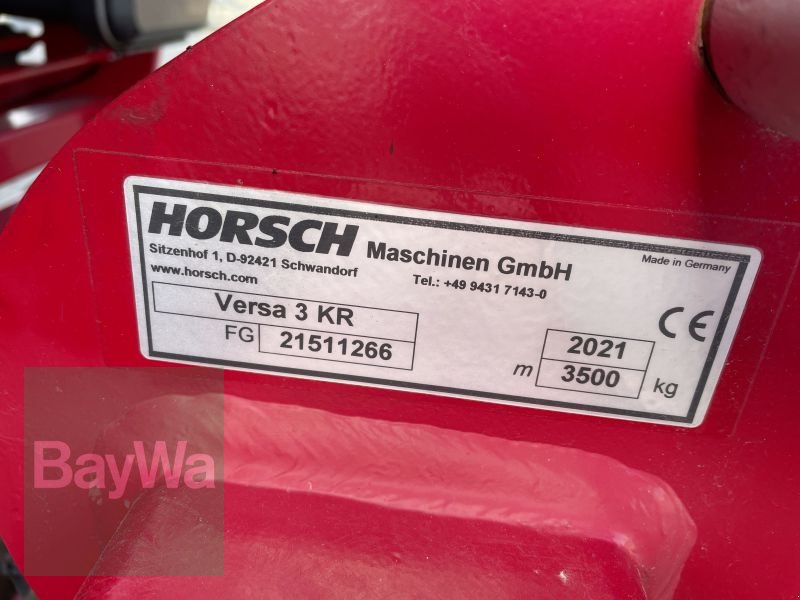 HORSCH Maschinen GmbH
Made in Germany
Sitzenhof 1, D-92421 Schwandorf
www.horsch.com
Tel.: +49 9431 7143-0
Versa 3 KR
FG 21511266
2021
m 3500 kg
CE
BayWa